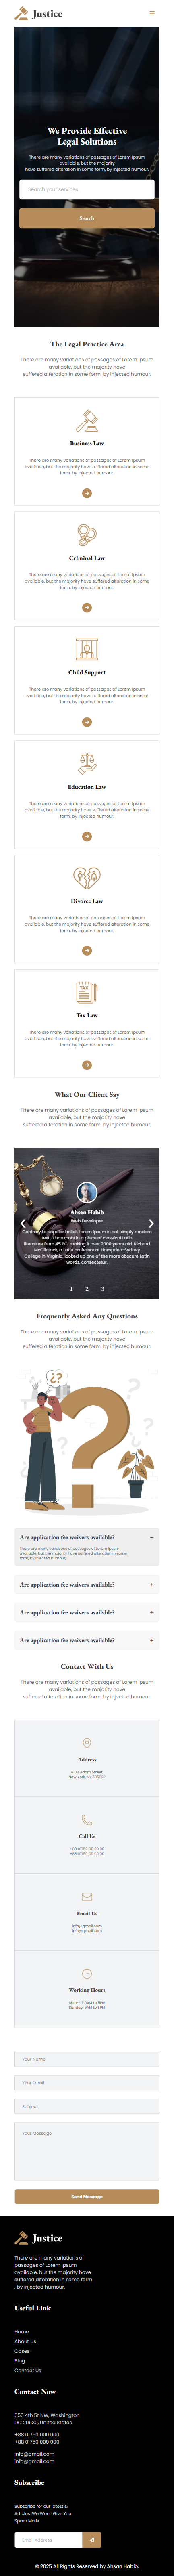 Justice
We Provide Effective
Legal Solutions
There are many variations of passages of Lorem Ipsum
available, but the majority
have suffered alteration in some form, by injected humour.
Search your services
Search
The Legal Practice Area
There are many variations of passages of Lorem Ipsum
available, but the majority have
suffered alteration in some form, by injected humour.
Business Law
There are many variations of passages of Lorem Ipsum
available, but the majority have suffered alteration in some
form, by injected humour.
Criminal Law
There are many variations of passages of Lorem Ipsum
available, but the majority have suffered alteration in some
form, by injected humour.
Child Support
There are many variations of passages of Lorem Ipsum
available, but the majority have suffered alteration in some
form, by injected humour.
Education Law
There are many variations of passages of Lorem Ipsum
available, but the majority have suffered alteration in some
form, by injected humour.
Divorce Law
There are many variations of passages of Lorem Ipsum
available, but the majority have suffered alteration in some
form, by injected humour.
TAX
Tax Law
There are many variations of passages of Lorem Ipsum
available, but the majority have suffered alteration in some
form, by injected humour.
What Our Client Say
There are many variations of passages of Lorem Ipsum
available, but the majority have
suffered alteration in some form, by injected humour.
Ahsan Habib
Web Developer
Contrary to popular belief, Lorem Ipsum is not simply random
text. It has roots in a piece of classical Latin
literature from 45 BC, making it over 2000 years old. Richard
McClintock, a Latin professor at Hampden-Sydney
College in Virginia, looked up one of the more obscure Latin
words, consectetur.
1 2 3
Frequently Asked Any Questions
There are many variations of passages of Lorem Ipsum
available, but the majority have
suffered alteration in some form, by injected humour.
Are application fee waivers available?
There are many variations of passages of Lorem Ipsum
available, but the majority have suffered alteration in some
form, by injected humour...
Are application fee waivers available?
Are application fee waivers available?
Are application fee waivers available?
Contact With Us
There are many variations of passages of Lorem Ipsum
available, but the majority have
suffered alteration in some form, by injected humour.
Address
New York, NY 535022
Call Us
+88 01750 00 00 00
+88 01750 00 00 00
Email Us
info@gmail.com
info@gmail.com
Working Hours
Mon-Fri: 9AM to 5PM
Sunday: 9AM to 1 PM
Your Name
Your Email
Subject
Your Message
Send Message
Justice
There are many variations of
passages of Lorem Ipsum
available, but the majority have
suffered alteration in some form
, by injected humour.
Useful Link
Home
About Us
Cases
Blog
Contact Us
Contact Now
555 4th St NW, Washington
DC 20530, United States
+88 01750 000 000
+88 01750 000 000
info@gmail.com
info@gmail.com
Subscribe
Subscribe for our latest &
Articles. We Won't Give You
Spam Mails
Email Address
© 2025 All Rights Reserved by Ahsan Habib.